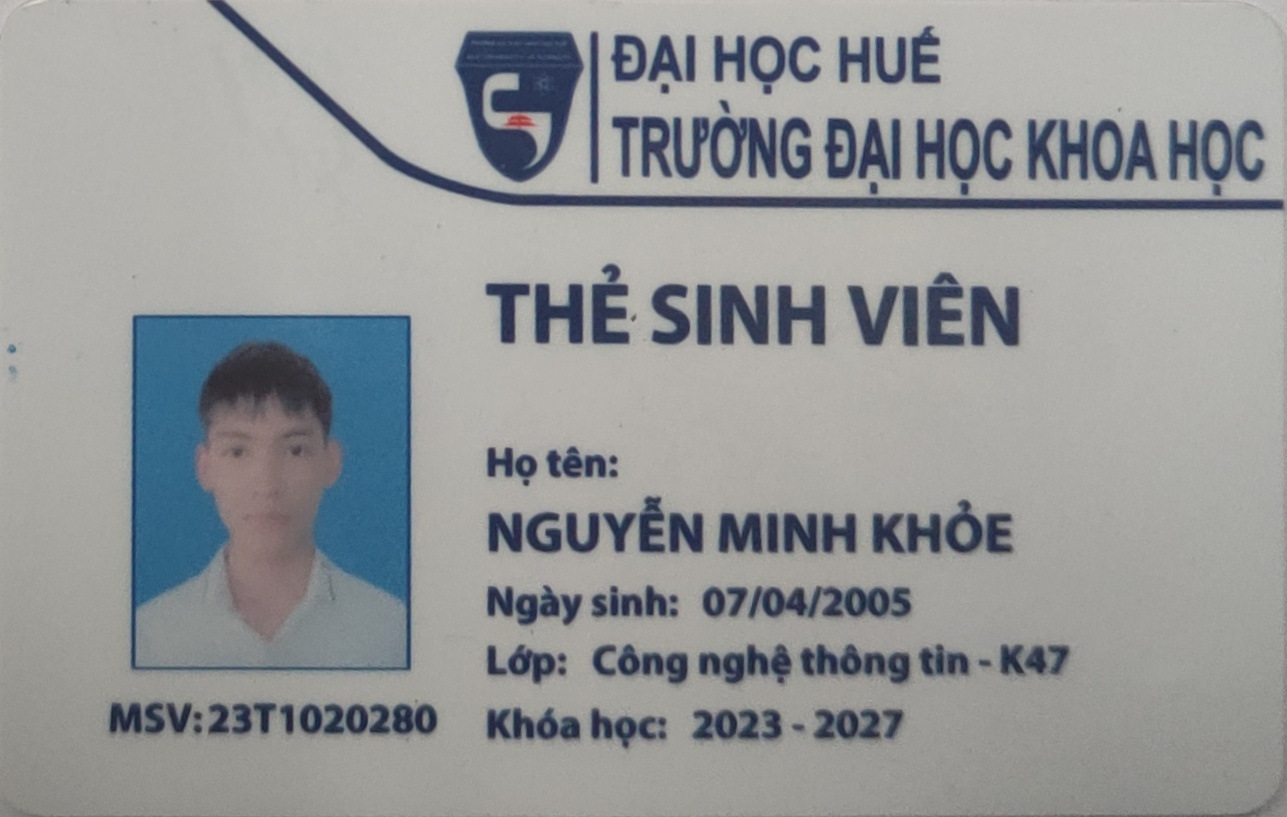 ĐẠI HỌC HUẾ
TRƯỜNG ĐẠI HỌC KHOA HỌC
THẺ SINH VIÊN
Họ tên:
NGUYỄN MINH KHỎE
Ngày sinh: 07/04/2005
Lớp: Công nghệ thông tin - K47
MSV: 23T1020280
Khóa học: 2023 - 2027